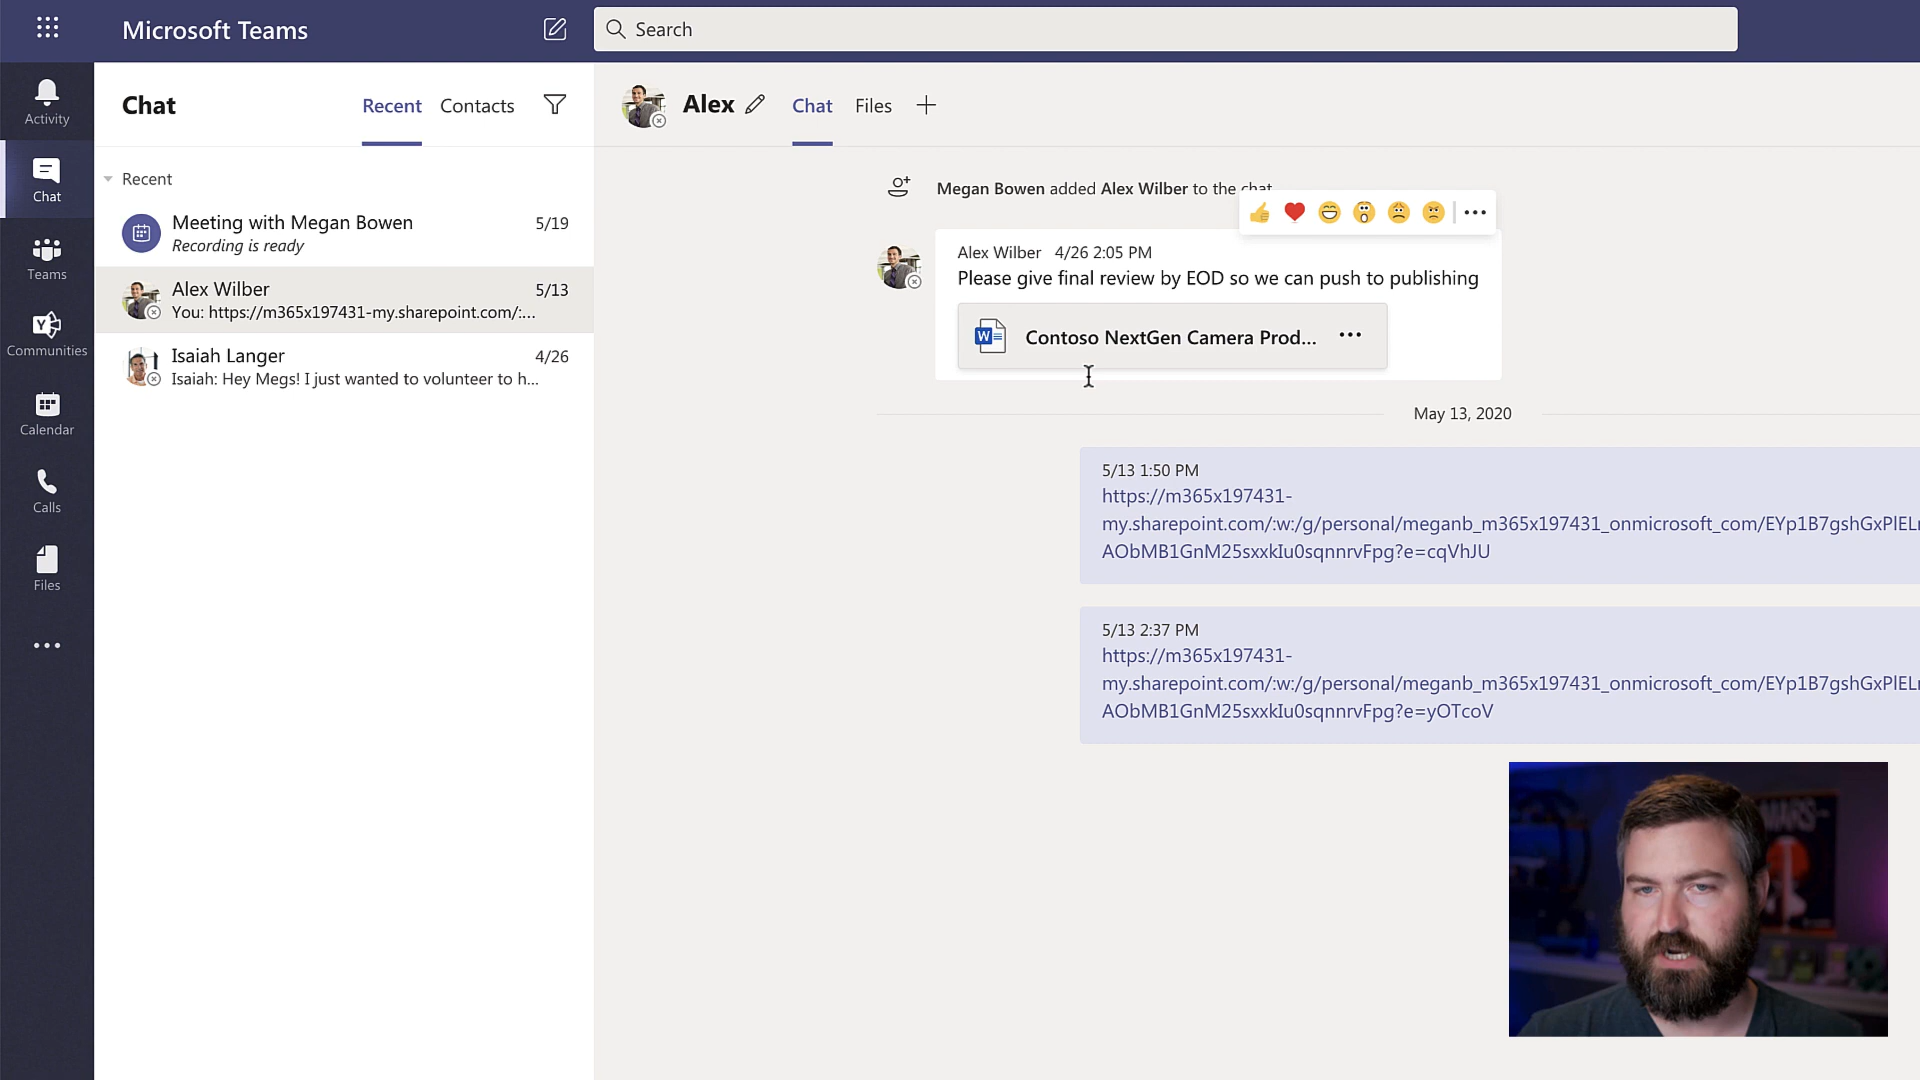 Microsoft Teams
Search
Activity
Chat
Teams
Communities
Calendar
Calls
Files
Chat
Recent
Contacts
Recent
Meeting with Megan Bowen
5/19
Recording is ready
Alex Wilber
5/13
You: https://m365x197431-my.sharepoint.com/:...
Isaiah Langer
4/26
Isaiah: Hey Megs! I just wanted to volunteer to h...
Alex
Chat
Files
Megan Bowen added Alex Wilber to the chat
Alex Wilber 4/26 2:05 PM
Please give final review by EOD so we can push to publishing
Contoso NextGen Camera Prod...
May 13, 2020
5/13 1:50 PM
https://m365x197431-
my.sharepoint.com/:w:/g/personal/meganb_m365x197431_onmicrosoft_com/EYp1B7gshGxPlEL
AObMB1GnM25sxxkIu0sqnnrvFpg?e=cqVhJU
5/13 2:37 PM
https://m365x197431-
my.sharepoint.com/:w:/g/personal/meganb_m365x197431_onmicrosoft_com/EYp1B7gshGxPlEL
AObMB1GnM25sxxkIu0sqnnrvFpg?e=yOTcoV